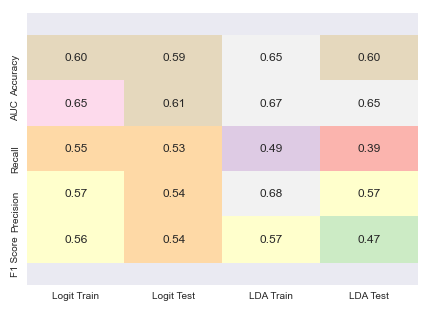 Accuracy 0.60 0.59 0.65 0.60
AUC 0.65 0.61 0.67 0.65
Recall 0.55 0.53 0.49 0.39
Precision 0.57 0.54 0.68 0.57
F1 Score 0.56 0.54 0.57 0.47
Logit Train Logit Test LDA Train LDA Test